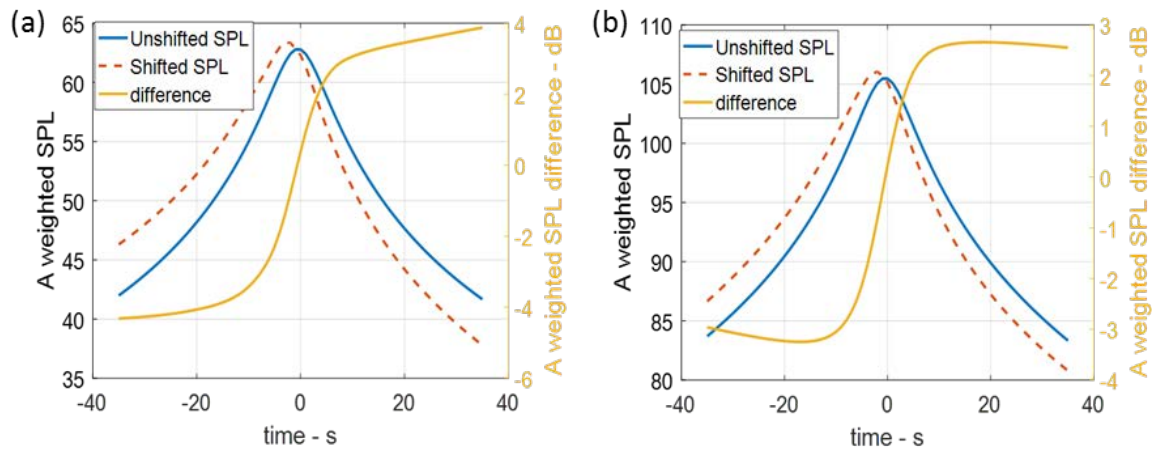 (a)
65
60
55
50
45
40
35
A weighted SPL
Unshifted SPL
Shifted SPL
difference
4
2
0
-2
-4
-6
A weighted SPL difference - dB
-40
-20
0
20
40
time - s
(b)
110
105
100
95
90
85
80
A weighted SPL
Unshifted SPL
Shifted SPL
difference
3
2
1
0
-1
-2
-3
-4
A weighted SPL difference - dB
-40
-20
0
20
40
time - s